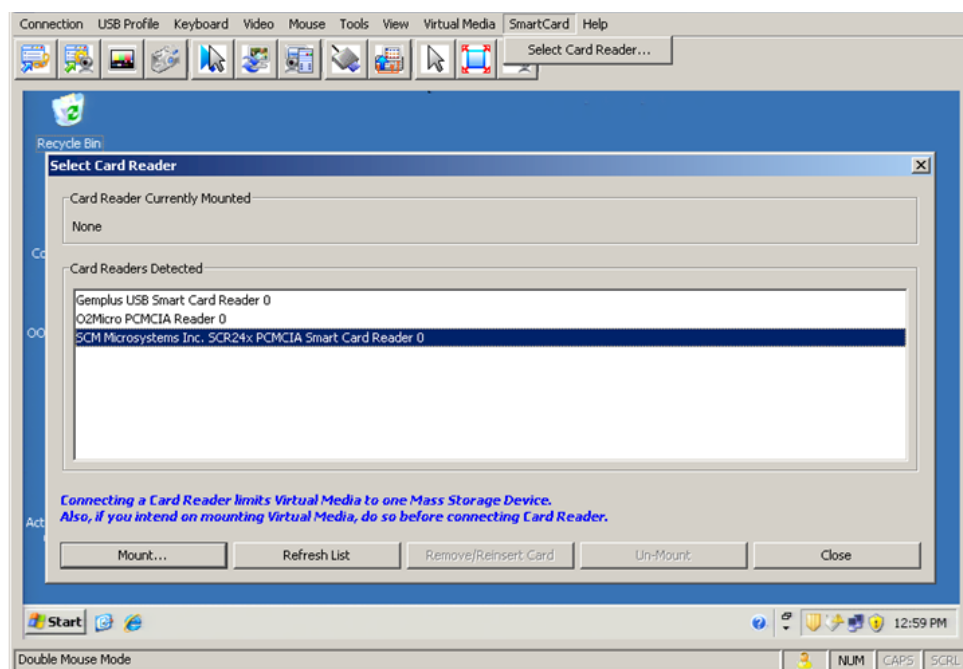 Connection USB Profile Keyboard Video Mouse Tools View Virtual Media SmartCard Help
Select Card Reader...
Recycle Bin
Select Card Reader
Card Reader Currently Mounted
None
Co
Card Readers Detected
Gemplus USB Smart Card Reader 0
O2Micro PCMCIA Reader 0
OO
SCM Microsystems Inc. SCR24x PCMCIA Smart Card Reader 0
Connecting a Card Reader limits Virtual Media to one Mass Storage Device.
Also, if you intend on mounting Virtual Media, do so before connecting Card Reader.
Act
Mount... Refresh List Remove/Reinsert Card Un-Mount Close
Start 12:59 PM
Double Mouse Mode NUM CAPS SCRL